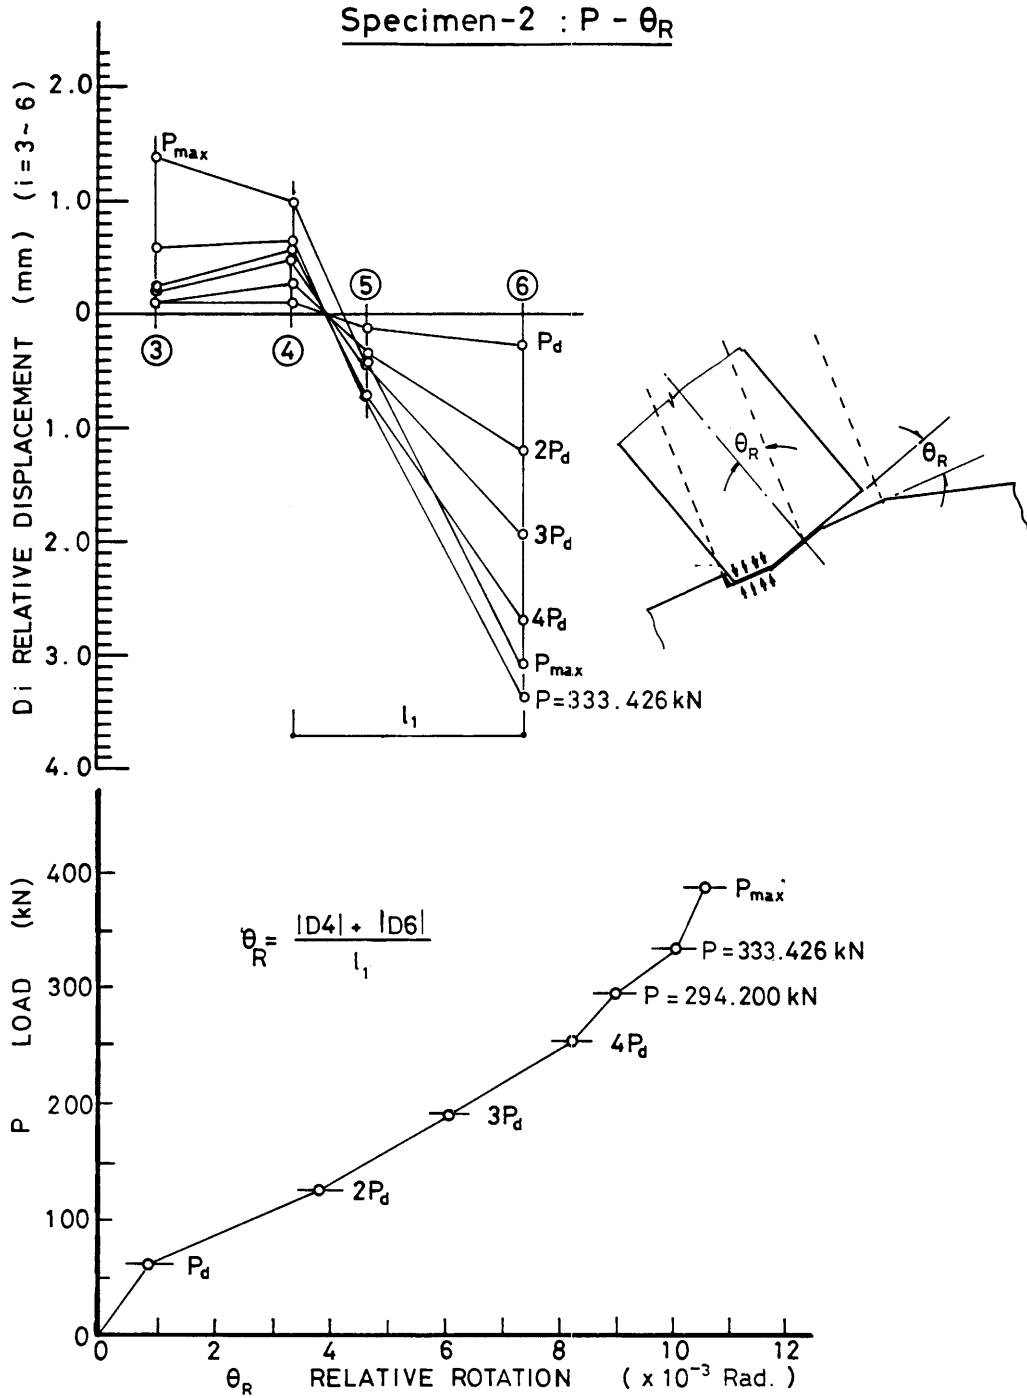 Specimen-2 : P - θR
Di RELATIVE DISPLACEMENT (mm) (i=3~6)
2.0
1.0
0
1.0
2.0
3.0
4.0
Pmax
3
4
5
6
Pd
2Pd
3Pd
4Pd
Pmax
P=333.426 kN
l1
θR
θR
P LOAD (kN)
400
300
200
100
0
θR = |D4| + |D6| / l1
Pmax
P=333.426 kN
P=294.200 kN
4Pd
3Pd
2Pd
Pd
0 2 4 6 8 10 12
θR RELATIVE ROTATION (x10-3 Rad.)